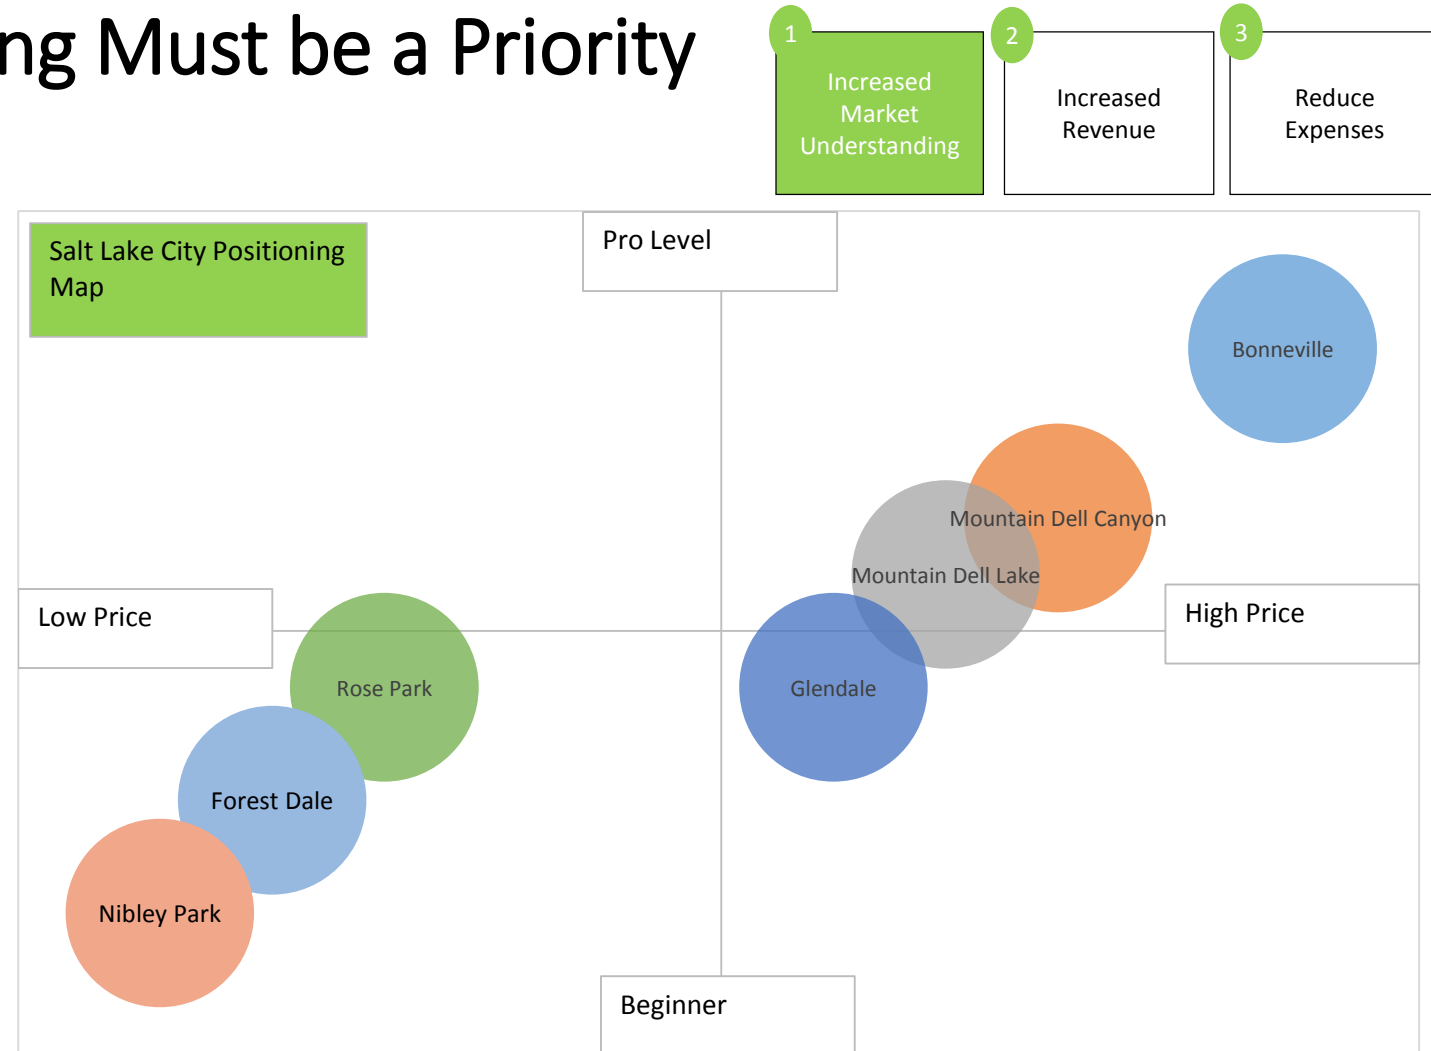 ng Must be a Priority
1
Increased
Market
Understanding
2
Increased
Revenue
3
Reduce
Expenses
Salt Lake City Positioning
Map
Pro Level
Bonneville
Mountain Dell Canyon
Mountain Dell Lake
Low Price
High Price
Rose Park
Glendale
Forest Dale
Nibley Park
Beginner